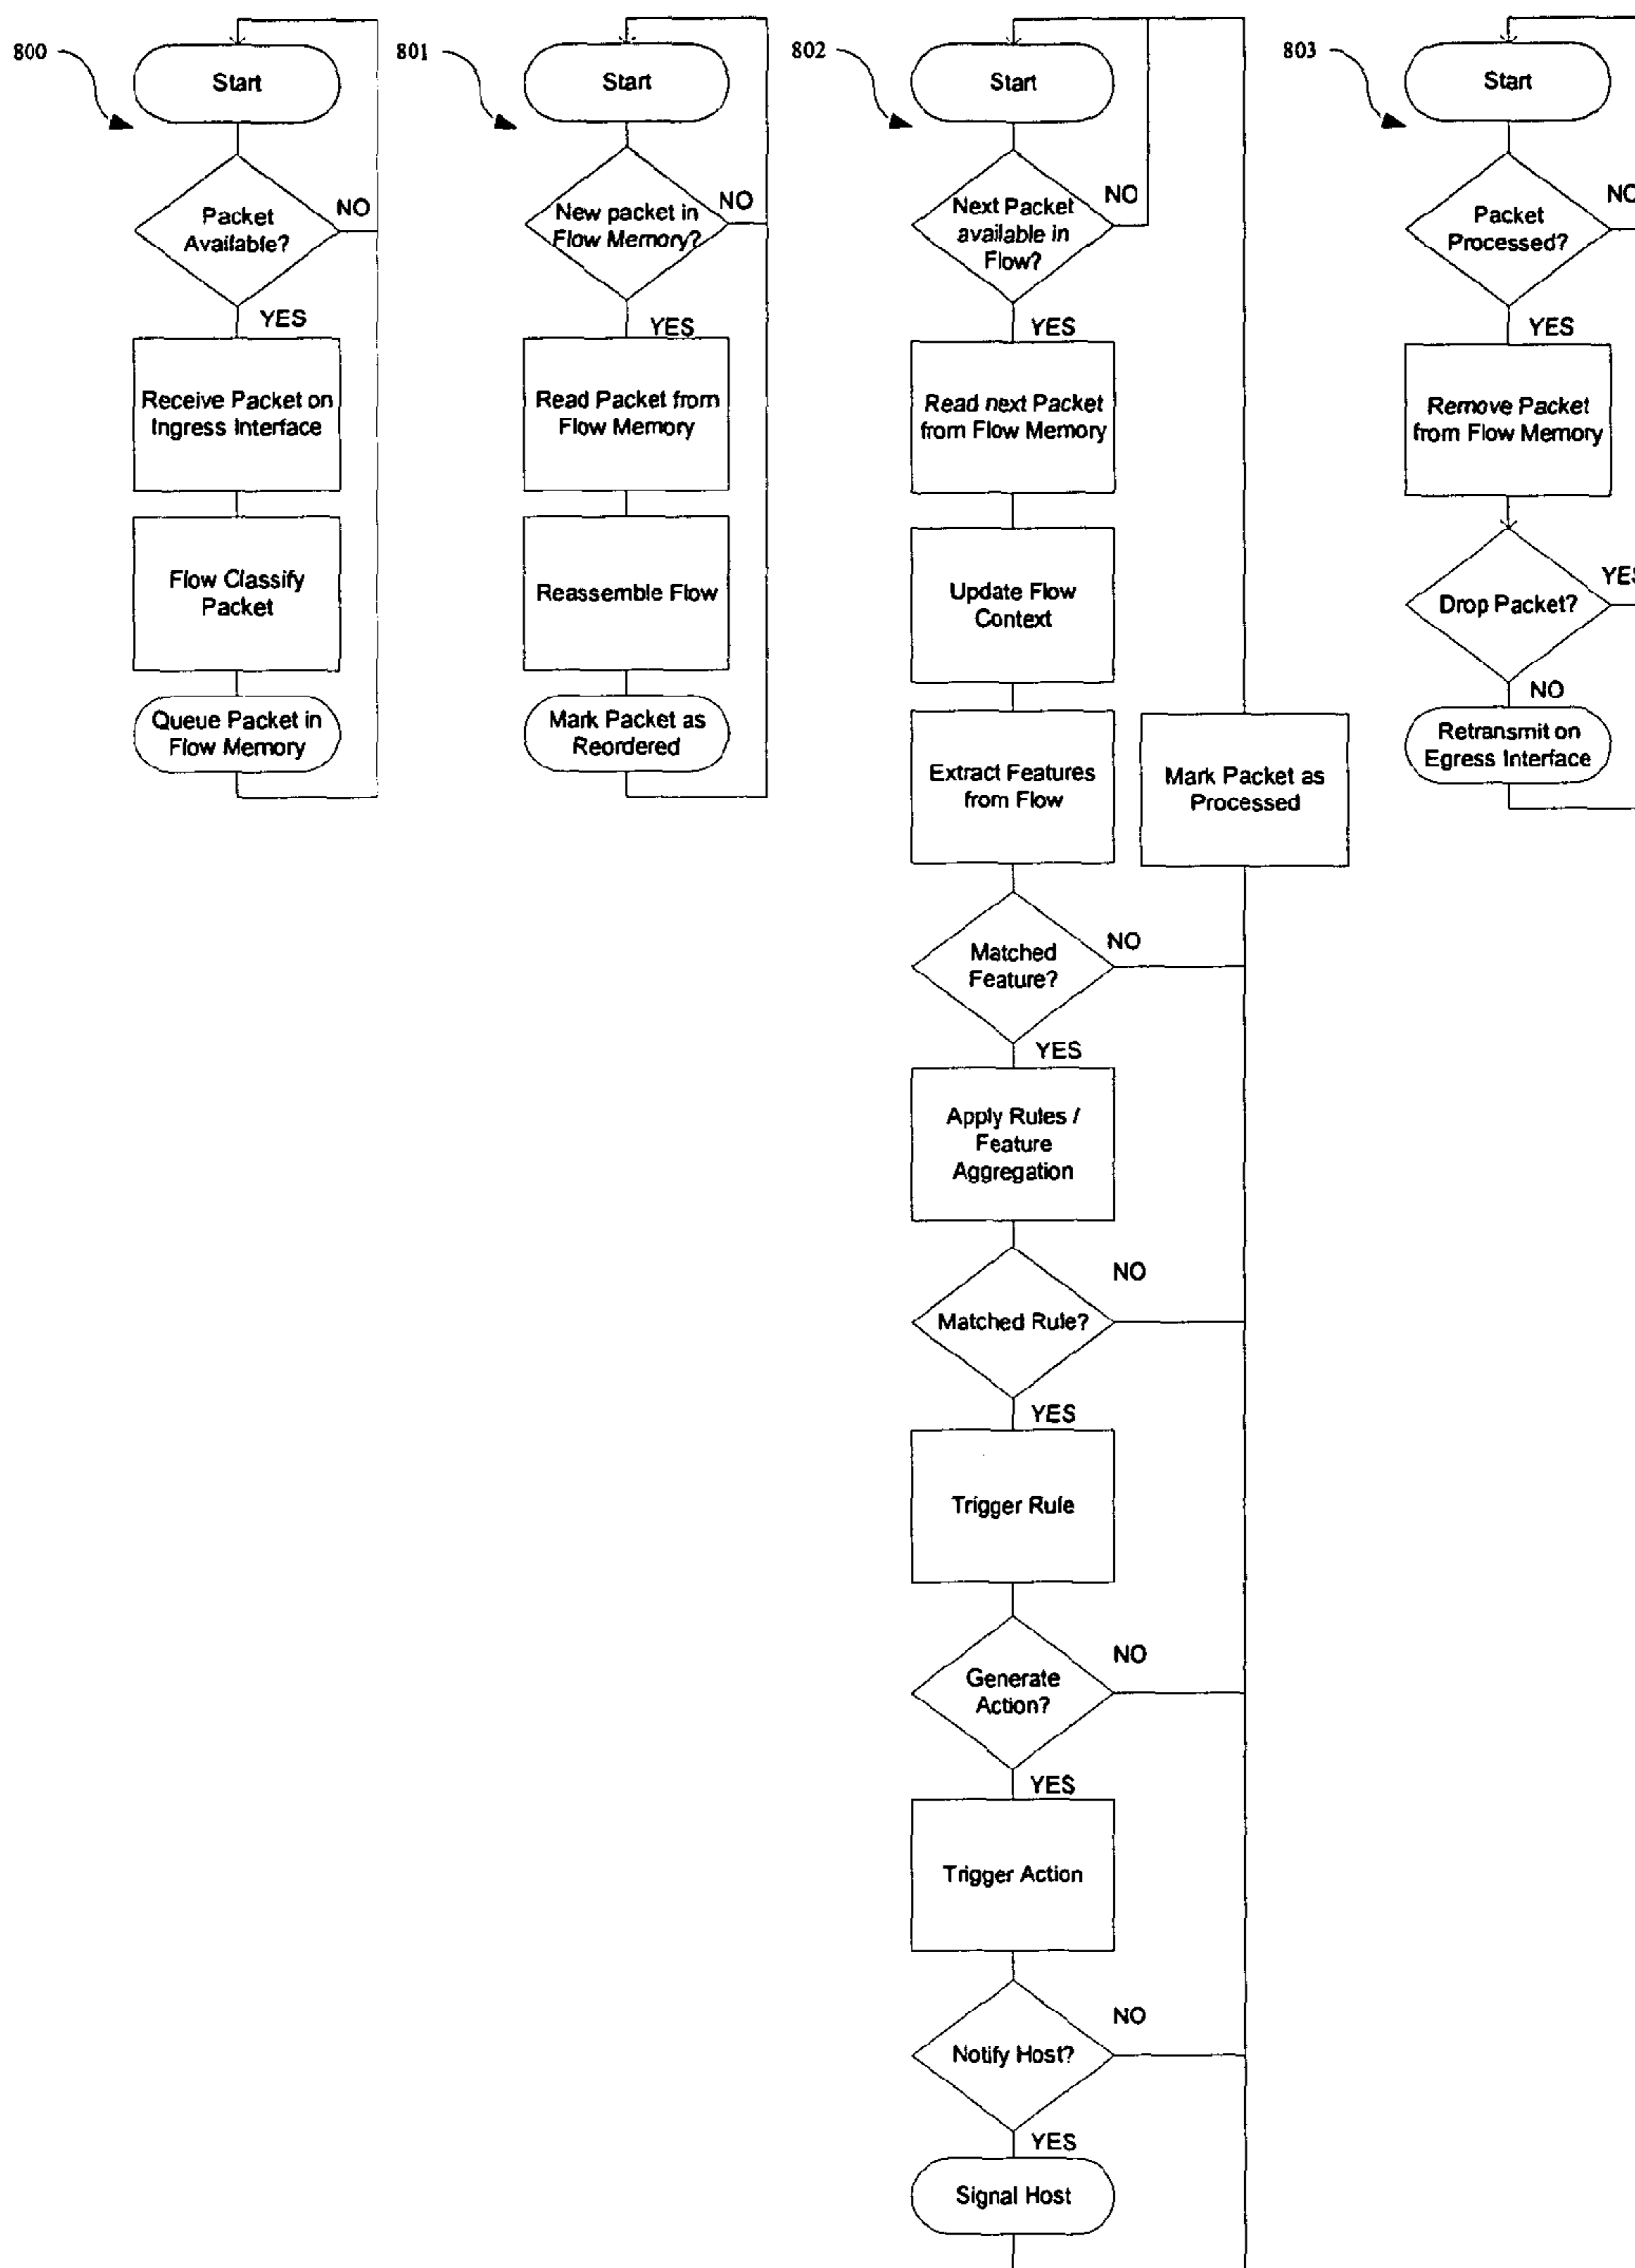 800
Start
Packet
Available?
NO
YES
Receive Packet on
Ingress Interface
Flow Classify
Packet
Queue Packet in
Flow Memory
801
Start
New packet in
Flow Memory?
NO
YES
Read Packet from
Flow Memory
Reassemble Flow
Mark Packet as
Reordered
802
Start
Next Packet
available in
Flow?
NO
YES
Read next Packet
from Flow Memory
Update Flow
Context
Extract Features
from Flow
Mark Packet as
Processed
Matched
Feature?
NO
YES
Apply Rules /
Feature
Aggregation
Matched Rule?
NO
YES
Trigger Rule
Generate
Action?
NO
YES
Trigger Action
Notify Host?
NO
YES
Signal Host
803
Start
Packet
Processed?
NO
YES
Remove Packet
from Flow Memory
Drop Packet?
YES
NO
Retransmit on
Egress Interface